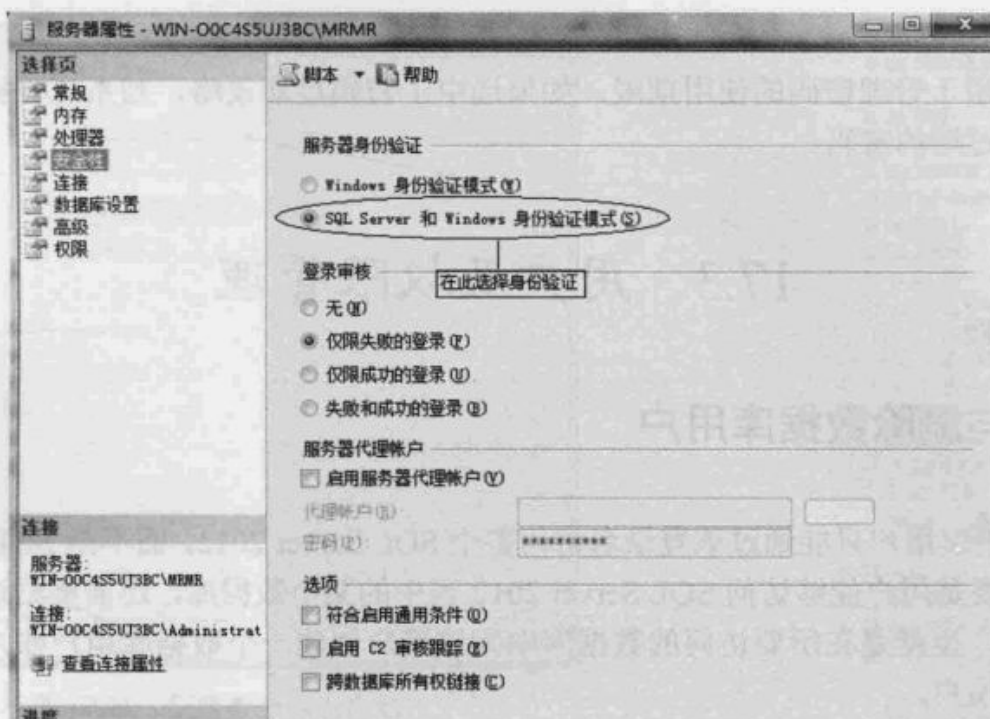 服务器属性 - WIN-O0C4S5UJ3BC\MRMR
选择页
常规
内存
处理器
安全性
连接
数据库设置
高级
权限
脚本
帮助
服务器身份验证
Windows 身份验证模式(W)
SQL Server 和 Windows 身份验证模式(S)
在此选择身份验证
登录审核
无(N)
仅限失败的登录(F)
仅限成功的登录(U)
失败和成功的登录(B)
服务器代理帐户
启用服务器代理帐户(V)
代理帐户(R)
密码(P)
**********
选项
符合启用通用条件(O)
启用 C2 审核跟踪(E)
跨数据库所有权链接(C)
连接
服务器:
WIN-O0C4S5UJ3BC\MRMR
连接:
WIN-O0C4S5UJ3BC\Administrat
查看连接属性
进度